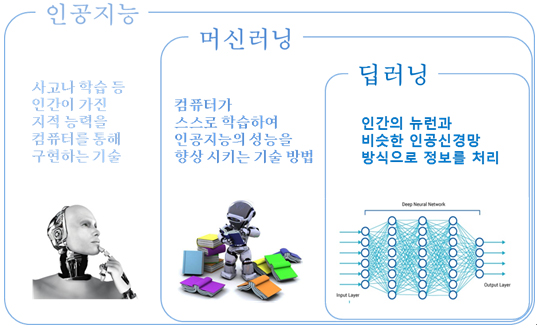 인공지능
머신러닝
딥러닝
사고나 학습 등
인간이 가진
지적 능력을
컴퓨터를 통해
구현하는 기술
컴퓨터가
스스로 학습하여
인공지능의 성능을
향상 시키는 기술 방법
인간의 뉴런과
비슷한 인공신경망
방식으로 정보를 처리
Deep Neural Network
Input Layer
Output Layer